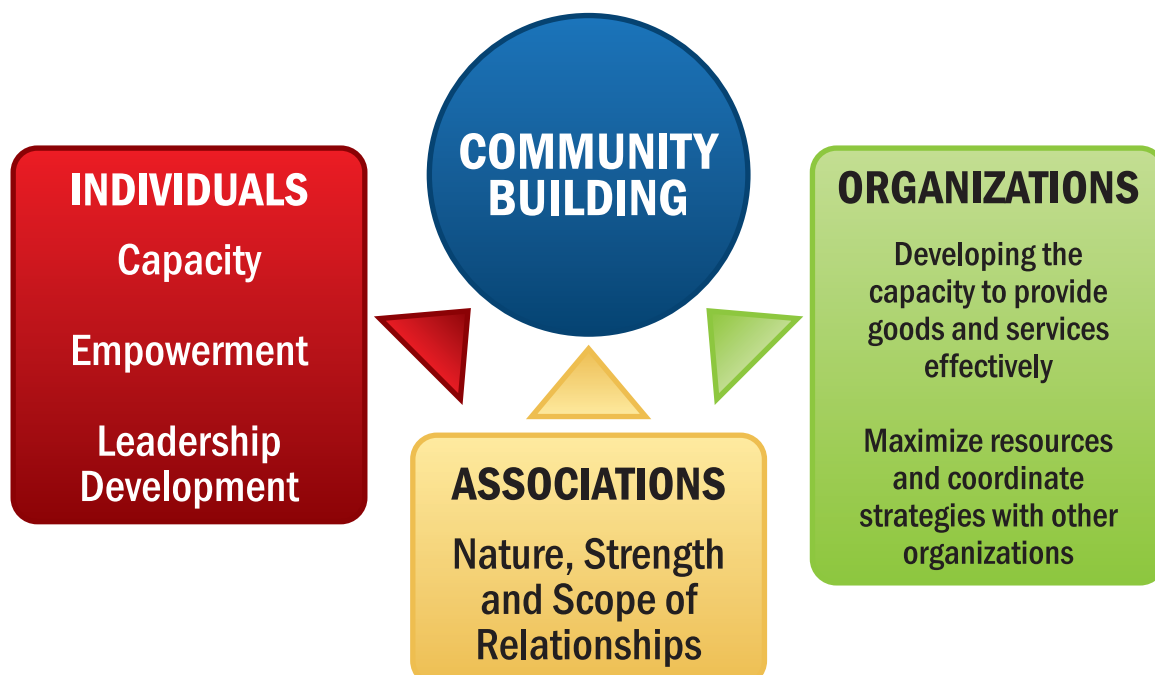 COMMUNITY
BUILDING
INDIVIDUALS
Capacity
Empowerment
Leadership
Development
ASSOCIATIONS
Nature, Strength
and Scope of
Relationships
ORGANIZATIONS
Developing the
capacity to provide
goods and services
effectively
Maximize resources
and coordinate
strategies with other
organizations